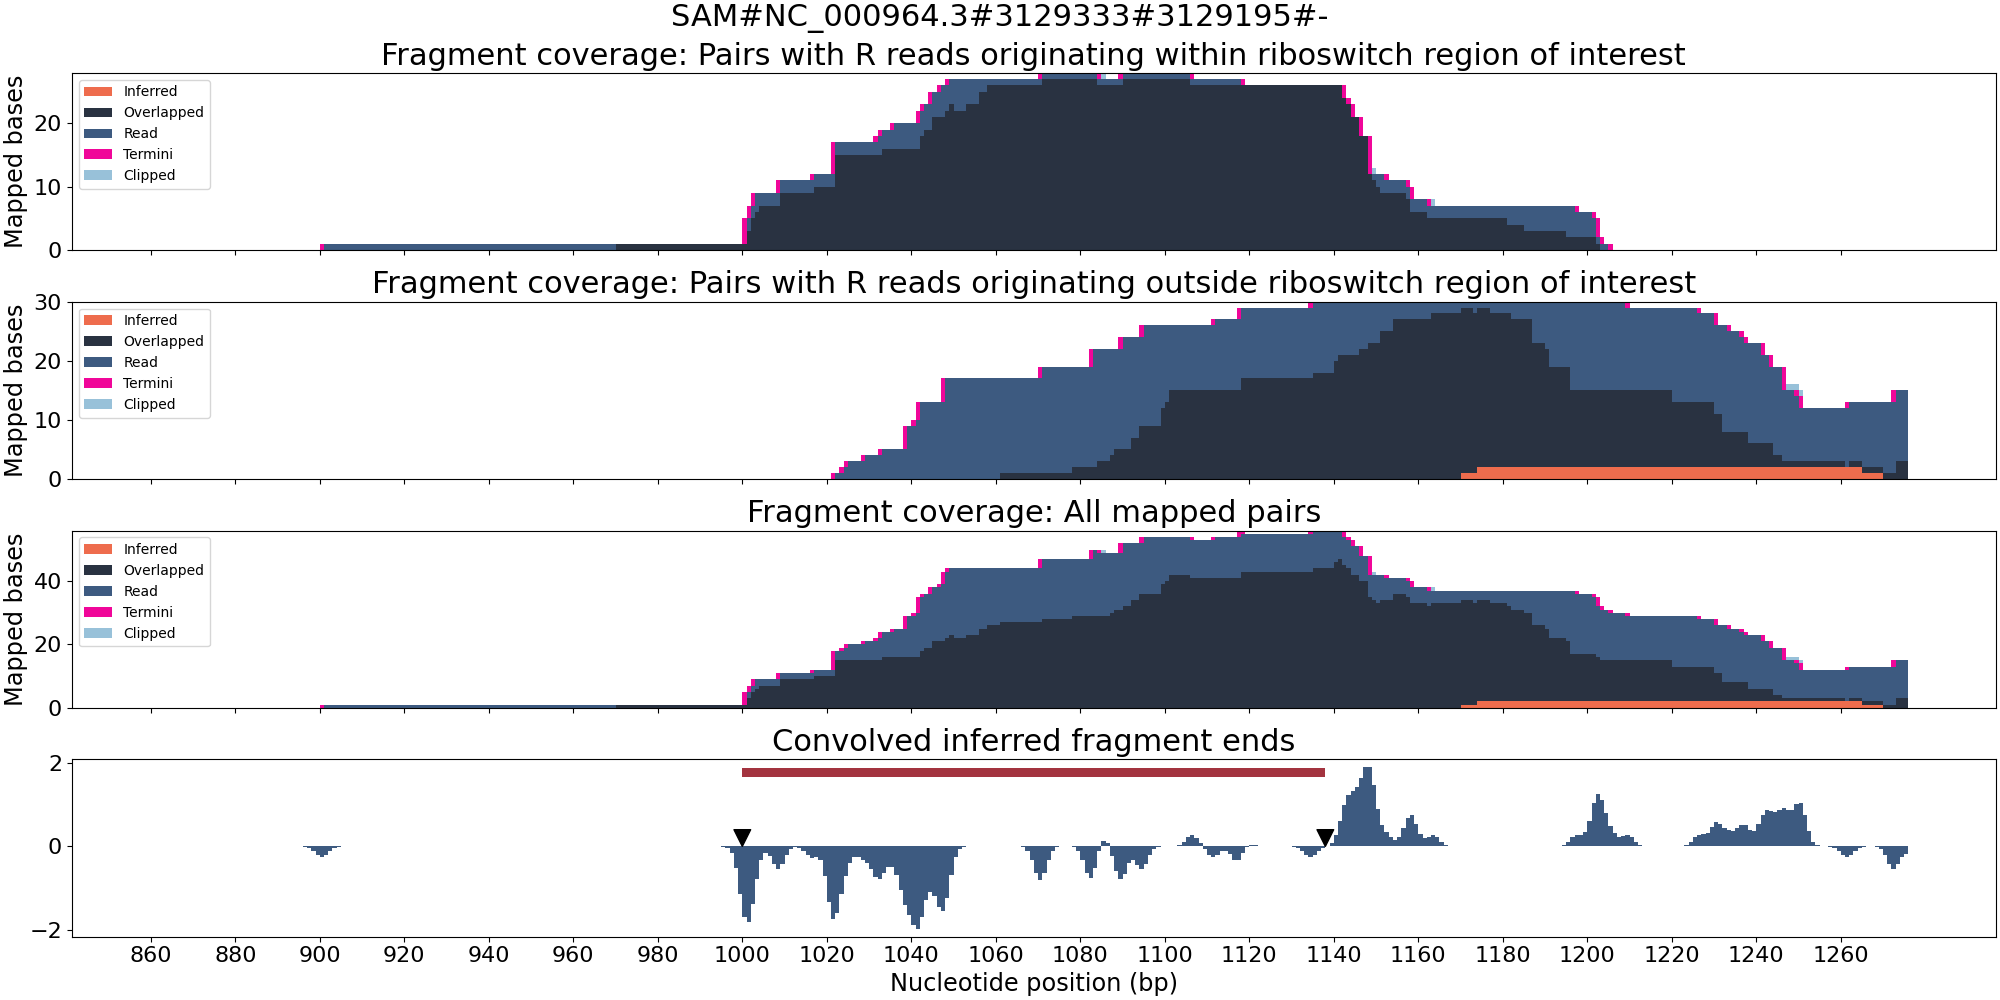 SAM#NC_000964.3#3129333#3129195#-
Fragment coverage: Pairs with R reads originating within riboswitch region of interest
Mapped bases
20
10
0
Inferred
Overlapped
Read
Termini
Clipped
Fragment coverage: Pairs with R reads originating outside riboswitch region of interest
Mapped bases
30
20
10
0
Inferred
Overlapped
Read
Termini
Clipped
Fragment coverage: All mapped pairs
Mapped bases
40
20
0
Inferred
Overlapped
Read
Termini
Clipped
Convolved inferred fragment ends
2
0
−2
860 880 900 920 940 960 980 1000 1020 1040 1060 1080 1100 1120 1140 1160 1180 1200 1220 1240 1260
Nucleotide position (bp)